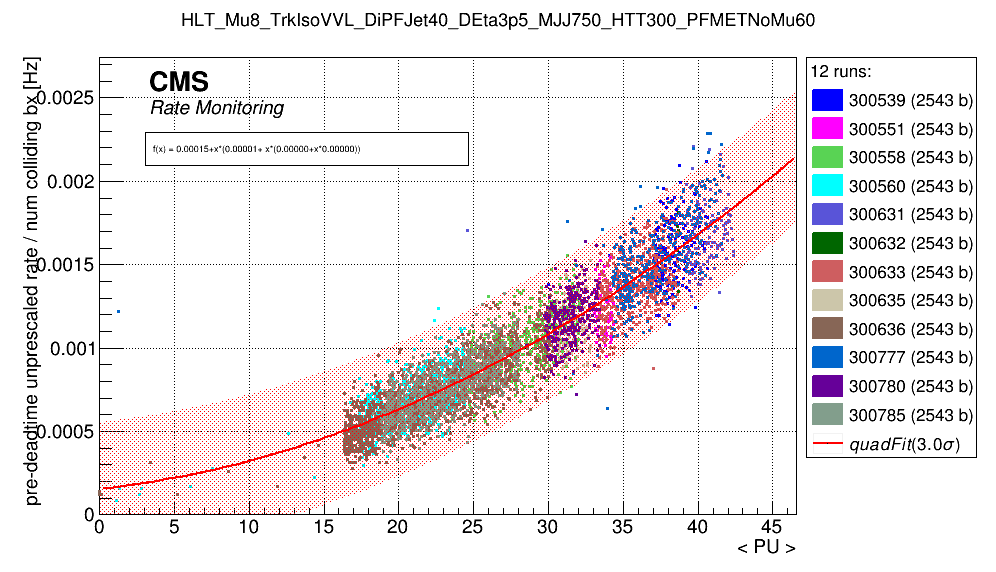 HLT_Mu8_TrkIsoVVL_DiPFJet40_DEta3p5_MJJ750_HTT300_PFMETNoMu60
pre-deadtime unprescaled rate / num colliding bx [Hz]
CMS
Rate Monitoring
f(x) = 0.00015+x*(0.00001+ x*(0.00000+x*0.00000))
0.0025
0.002
0.0015
0.001
0.0005
0
0 5 10 15 20 25 30 35 40 45
< PU >
12 runs:
300539 (2543 b)
300551 (2543 b)
300558 (2543 b)
300560 (2543 b)
300631 (2543 b)
300632 (2543 b)
300633 (2543 b)
300635 (2543 b)
300636 (2543 b)
300777 (2543 b)
300780 (2543 b)
300785 (2543 b)
quadFit(3.0σ)